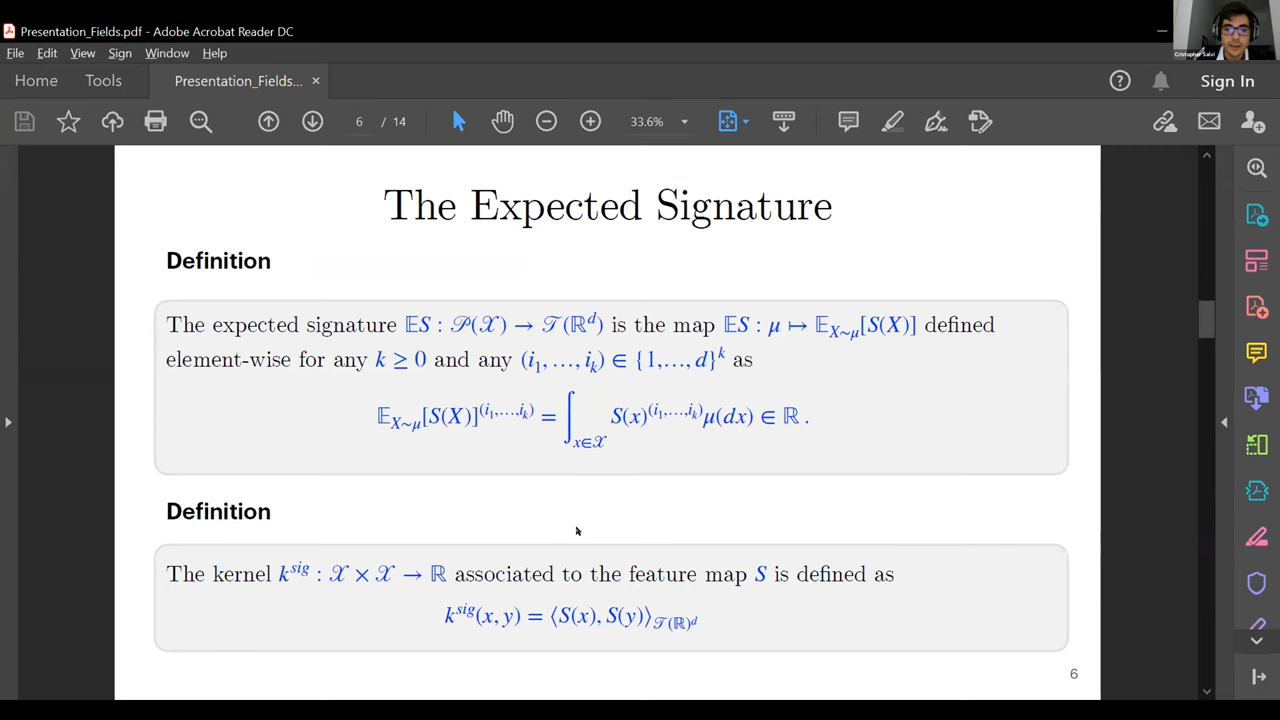 Presentation_Fields.pdf - Adobe Acrobat Reader DC
Cristopher Salvi
File Edit View Sign Window Help
Home Tools Presentation_Fields... × Sign In
6 / 14 33.6%
The Expected Signature
Definition
The expected signature 𝔼S : 𝒫(𝒳) → 𝒯(ℝ^d) is the map 𝔼S : μ ↦ 𝔼_{X∼μ}[S(X)] defined
element-wise for any k ≥ 0 and any (i_1, …, i_k) ∈ {1,…, d}^k as
𝔼_{X∼μ}[S(X)]^{(i_1,…,i_k)} = ∫_{x∈𝒳} S(x)^{(i_1,…,i_k)} μ(dx) ∈ ℝ .
Definition
The kernel k^{sig} : 𝒳 × 𝒳 → ℝ associated to the feature map S is defined as
k^{sig}(x, y) = ⟨S(x), S(y)⟩_{𝒯(ℝ)^d}
6